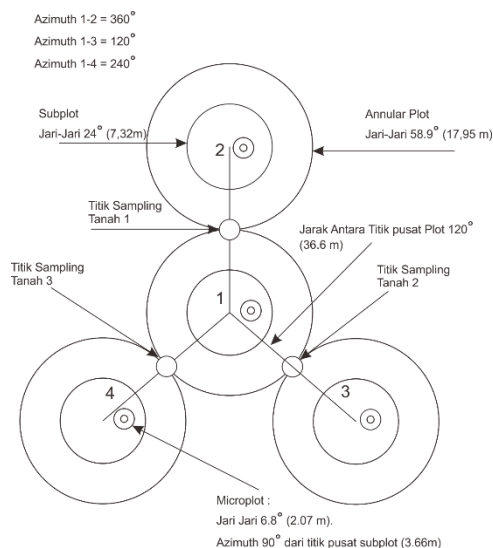 Azimuth 1-2 = 360°
Azimuth 1-3 = 120°
Azimuth 1-4 = 240°
Subplot
Jari-Jari 24° (7,32m)
Annular Plot
Jari-Jari 58.9° (17,95 m)
2
Titik Sampling
Tanah 1
Jarak Antara Titik pusat Plot 120°
(36.6 m)
Titik Sampling
Tanah 3
Titik Sampling
Tanah 2
1
4
3
Microplot :
Jari Jari 6.8° (2.07 m).
Azimuth 90° dari titik pusat subplot (3.66m)